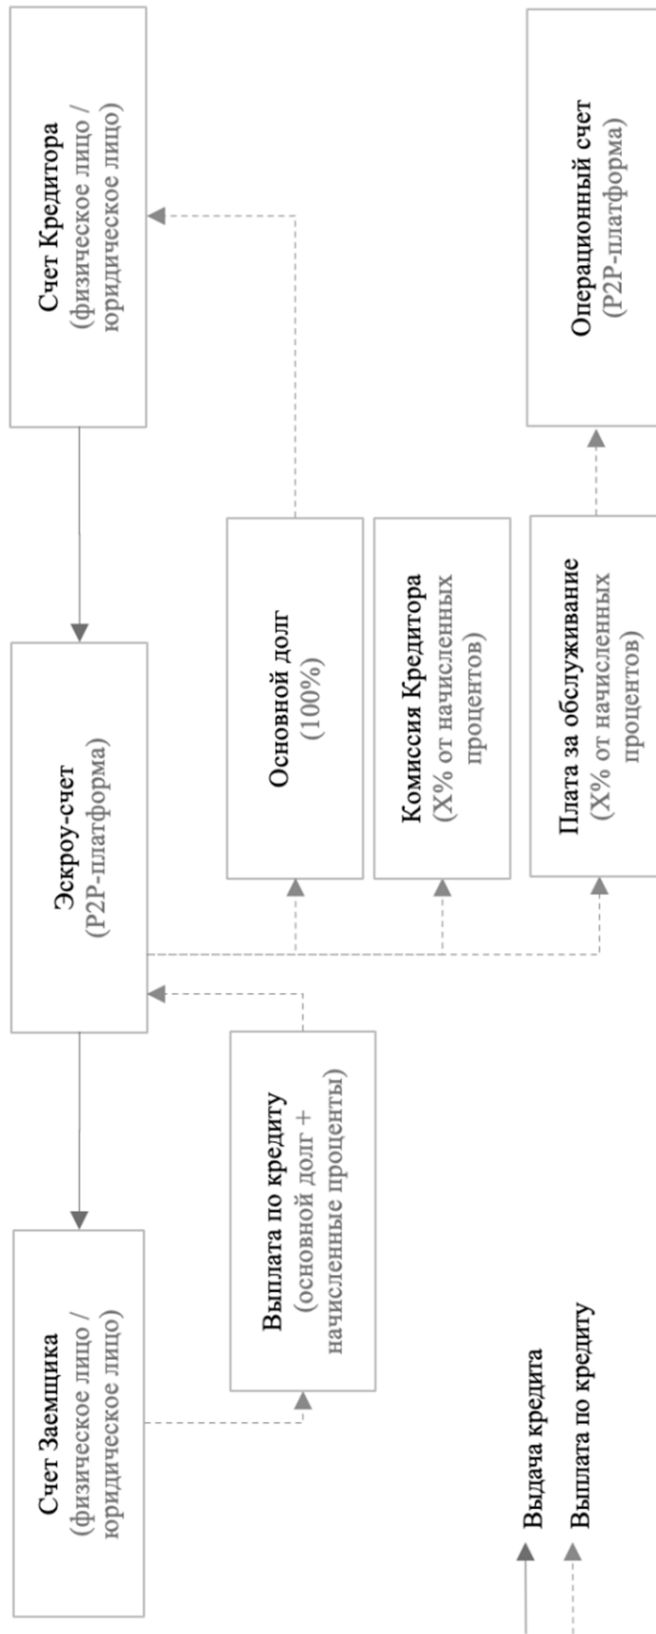 Счет Заемщика
(физическое лицо /
юридическое лицо)
Эскроу-счет
(P2P-платформа)
Счет Кредитора
(физическое лицо /
юридическое лицо)
Выплата по кредиту
(основной долг +
начисленные проценты)
Основной долг
(100%)
Комиссия Кредитора
(X% от начисленных
процентов)
Плата за обслуживание
(X% от начисленных
процентов)
Операционный счет
(P2P-платформа)
Выдача кредита
Выплата по кредиту